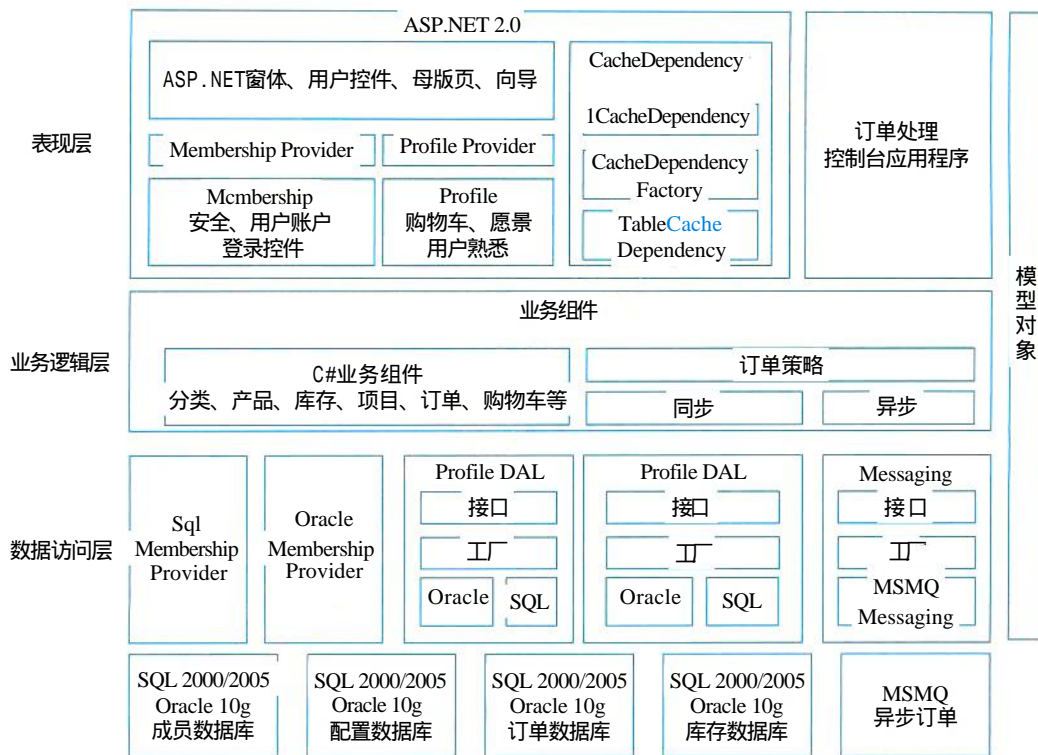 ASP.NET 2.0
ASP.NET窗体、用户控件、母版页、向导
CacheDependency
1CacheDependency
CacheDependency
Factory
TableCache
Dependency
Membership Provider
Profile Provider
Mcmbership
安全、用户账户
登录控件
Profile
购物车、愿景
用户熟悉
订单处理
控制台应用程序
表现层
模型对象
业务逻辑层
业务组件
C#业务组件
分类、产品、库存、项目、订单、购物车等
订单策略
同步
异步
数据访问层
Sql
Membership
Provider
Oracle
Membership
Provider
Profile DAL
接口
工厂
Oracle
SQL
Profile DAL
接口
工厂
Oracle
SQL
Messaging
接口
工厂
MSMQ
Messaging
SQL 2000/2005
Oracle 10g
成员数据库
SQL 2000/2005
Oracle 10g
配置数据库
SQL 2000/2005
Oracle 10g
订单数据库
SQL 2000/2005
Oracle 10g
库存数据库
MSMQ
异步订单